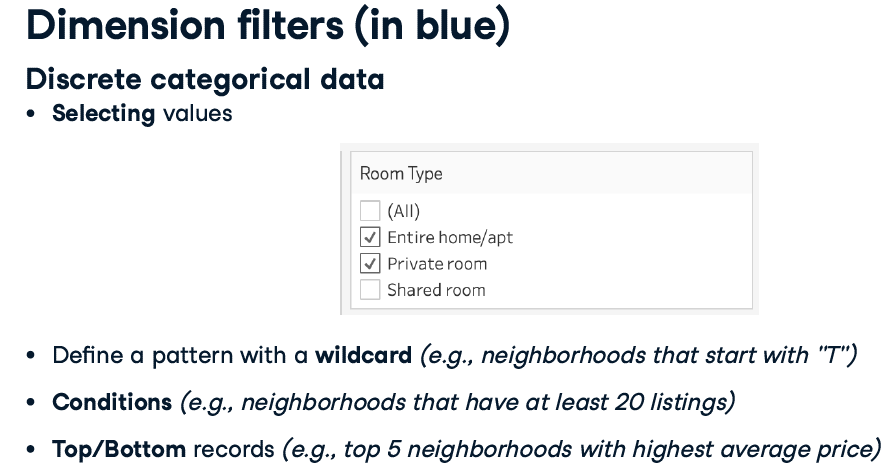 Dimension filters (in blue)
Discrete categorical data
• Selecting values
Room Type
(All)
Entire home/apt
Private room
Shared room
• Define a pattern with a wildcard (e.g., neighborhoods that start with "T")
• Conditions (e.g., neighborhoods that have at least 20 listings)
• Top/Bottom records (e.g., top 5 neighborhoods with highest average price)